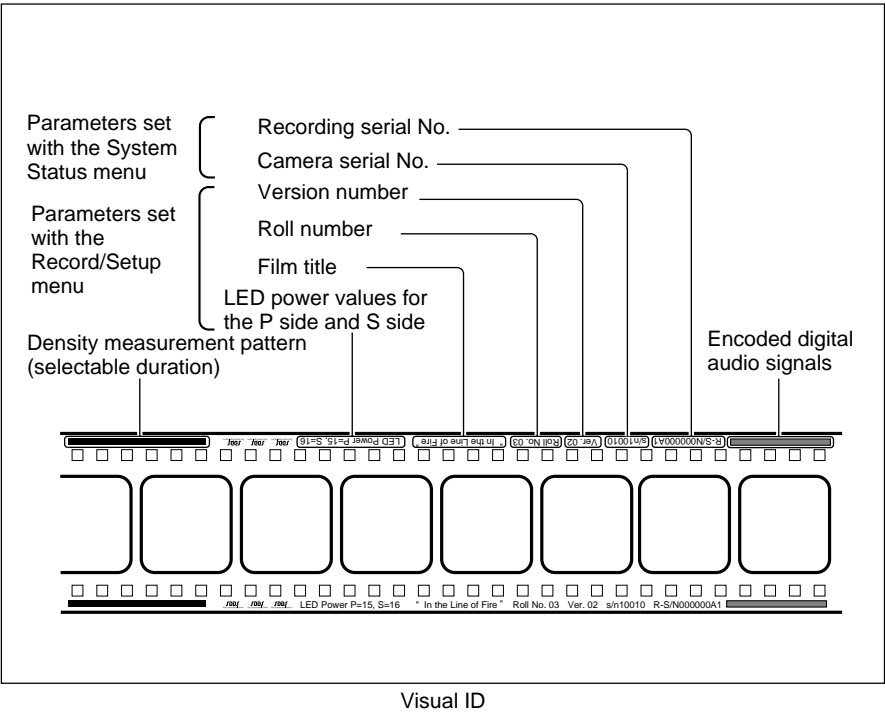 Parameters set
with the System
Status menu
Recording serial No.
Camera serial No.
Parameters set
with the
Record/Setup
menu
Version number
Roll number
Film title
LED power values for
the P side and S side
Density measurement pattern
(selectable duration)
Encoded digital
audio signals
LED Power P=15, S=16 " In the Line of Fire " Roll No. 03 Ver. 02 s/n10010 R-S/N000000A1
LED Power P=15, S=16 " In the Line of Fire " Roll No. 03 Ver. 02 s/n10010 R-S/N000000A1
Visual ID